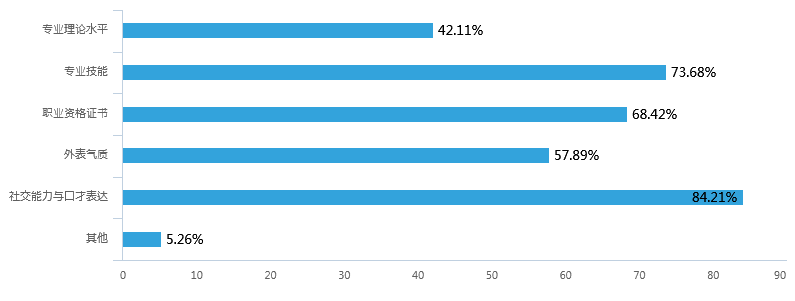 专业理论水平 42.11%
专业技能 73.68%
职业资格证书 68.42%
外表气质 57.89%
社交能力与口才表达 84.21%
其他 5.26%
0 10 20 30 40 50 60 70 80 90